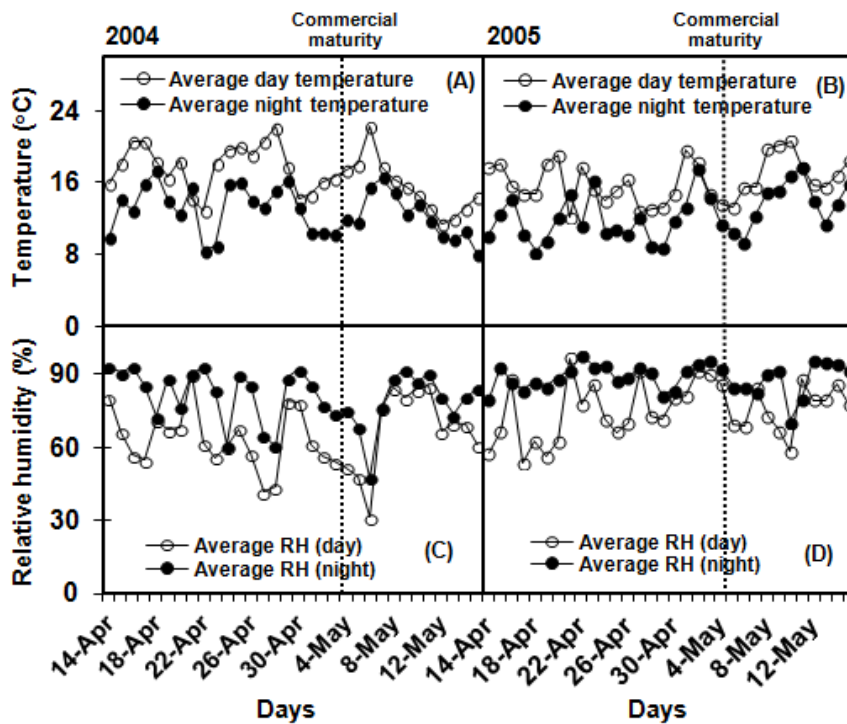 2004
Commercial
maturity
2005
Commercial
maturity
Temperature (°C)
24
16
8
0
Average day temperature
Average night temperature
(A)
Average day temperature
Average night temperature
(B)
Relative humidity (%)
90
60
30
0
Average RH (day)
Average RH (night)
(C)
Average RH (day)
Average RH (night)
(D)
14-Apr
18-Apr
22-Apr
26-Apr
30-Apr
4-May
8-May
12-May
14-Apr
18-Apr
22-Apr
26-Apr
30-Apr
4-May
8-May
12-May
Days
Days